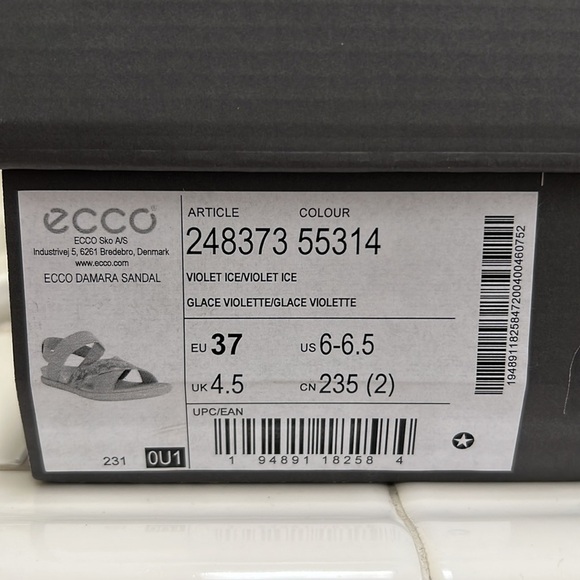 ecco
ECCO Sko A/S
Industrivej 5, 6261 Bredebro, Denmark
www.ecco.com
ECCO DAMARA SANDAL
231 0U1
ARTICLE COLOUR
248373 55314
VIOLET ICE/VIOLET ICE
GLACE VIOLETTE/GLACE VIOLETTE
EU 37 US 6-6.5
UK 4.5 CN 235 (2)
UPC/EAN
1 94891 18258 4
1948911825847200400460752